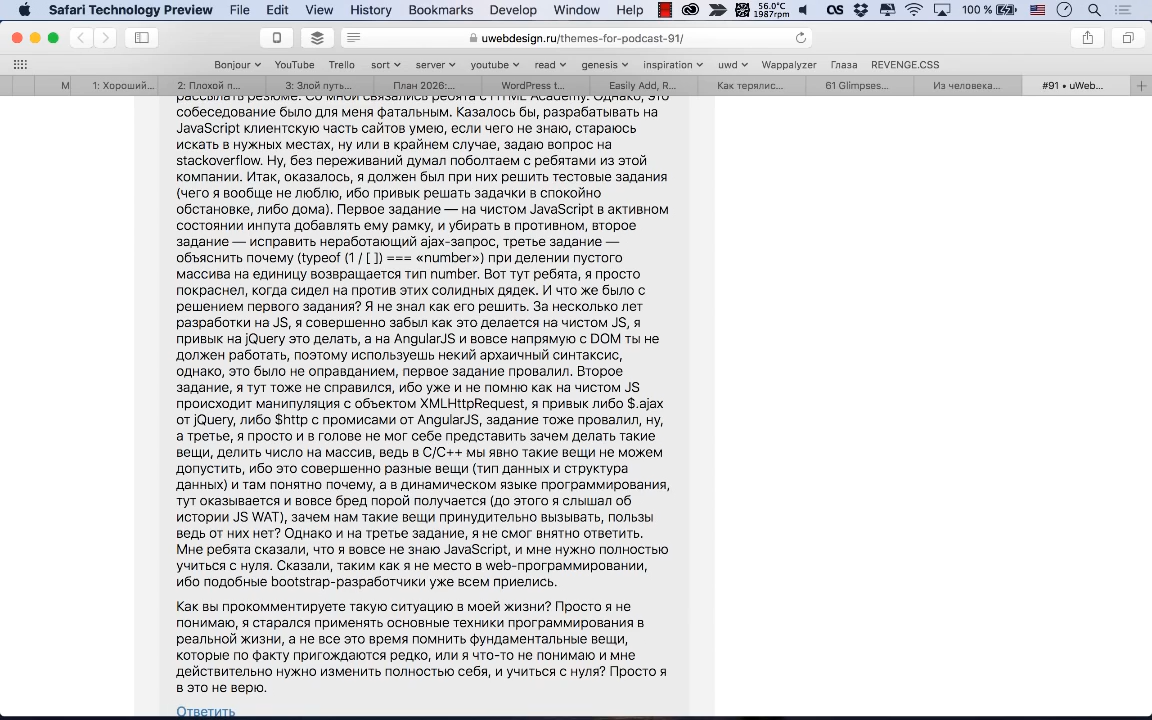 Safari Technology Preview File Edit View History Bookmarks Develop Window Help 56.0°C 1987rpm 100 %
uwebdesign.ru/themes-for-podcast-91/
Bonjour YouTube Trello sort server youtube read genesis inspiration uwd Wappalyzer Глаза REVENGE.CSS
М 1: Хороший... 2: Плохой п... 3: Злой путь... План 2026:... WordPress t... Easily Add, R... Как терялис... 61 Glimpses... Из человека... #91 • uWeb...
рассылать резюме. Со мной связались ребята с HTML Academy. Однако, это
собеседование было для меня фатальным. Казалось бы, разрабатывать на
JavaScript клиентскую часть сайтов умею, если чего не знаю, стараюсь
искать в нужных местах, ну или в крайнем случае, задаю вопрос на
stackoverflow. Ну, без переживаний думал поболтаем с ребятами из этой
компании. Итак, оказалось, я должен был при них решить тестовые задания
(чего я вообще не люблю, ибо привык решать задачки в спокойно
обстановке, либо дома). Первое задание — на чистом JavaScript в активном
состоянии инпута добавлять ему рамку, и убирать в противном, второе
задание — исправить неработающий ajax-запрос, третье задание —
объяснить почему (typeof (1 / [ ]) === «number») при делении пустого
массива на единицу возвращается тип number. Вот тут ребята, я просто
покраснел, когда сидел на против этих солидных дядек. И что же было с
решением первого задания? Я не знал как его решить. За несколько лет
разработки на JS, я совершенно забыл как это делается на чистом JS, я
привык на jQuery это делать, а на AngularJS и вовсе напрямую с DOM ты не
должен работать, поэтому используешь некий архаичный синтаксис,
однако, это было не оправданием, первое задание провалил. Второе
задание, я тут тоже не справился, ибо уже и не помню как на чистом JS
происходит манипуляция с объектом XMLHttpRequest, я привык либо $.ajax
от jQuery, либо $http с промисами от AngularJS, задание тоже провалил, ну,
а третье, я просто и в голове не мог себе представить зачем делать такие
вещи, делить число на массив, ведь в C/C++ мы явно такие вещи не можем
допустить, ибо это совершенно разные вещи (тип данных и структура
данных) и там понятно почему, а в динамическом языке программирования,
тут оказывается и вовсе бред порой получается (до этого я слышал об
истории JS WAT), зачем нам такие вещи принудительно вызывать, пользы
ведь от них нет? Однако и на третье задание, я не смог внятно ответить.
Мне ребята сказали, что я вовсе не знаю JavaScript, и мне нужно полностью
учиться с нуля. Сказали, таким как я не место в web-программировании,
ибо подобные bootstrap-разработчики уже всем приелись.
Как вы прокомментируете такую ситуацию в моей жизни? Просто я не
понимаю, я старался применять основные техники программирования в
реальной жизни, а не все это время помнить фундаментальные вещи,
которые по факту пригождаются редко, или я что-то не понимаю и мне
действительно нужно изменить полностью себя, и учиться с нуля? Просто я
в это не верю.
Ответить